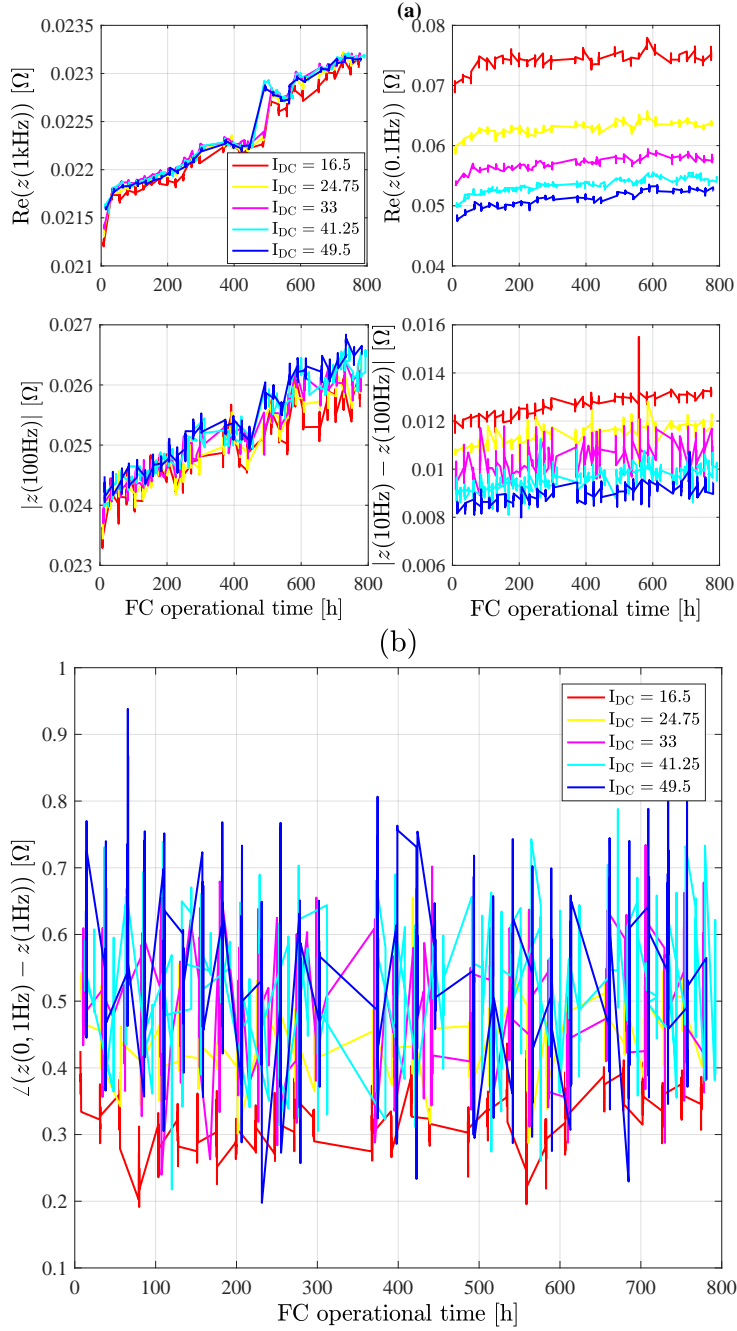 (a)
Re(z(1kHz)) [Ω]
0.0235
0.023
0.0225
0.022
0.0215
0.021
0 200 400 600 800
I_DC = 16.5
I_DC = 24.75
I_DC = 33
I_DC = 41.25
I_DC = 49.5
Re(z(0.1Hz)) [Ω]
0.08
0.07
0.06
0.05
0.04
0 200 400 600 800
|z(100Hz)| [Ω]
0.027
0.026
0.025
0.024
0.023
0 200 400 600 800
FC operational time [h]
|z(10Hz) − z(100Hz)| [Ω]
0.016
0.014
0.012
0.01
0.008
0.006
0 200 400 600 800
FC operational time [h]
(b)
∠(z(0, 1Hz) − z(1Hz)) [Ω]
1
0.9
0.8
0.7
0.6
0.5
0.4
0.3
0.2
0.1
0 100 200 300 400 500 600 700 800
I_DC = 16.5
I_DC = 24.75
I_DC = 33
I_DC = 41.25
I_DC = 49.5
FC operational time [h]